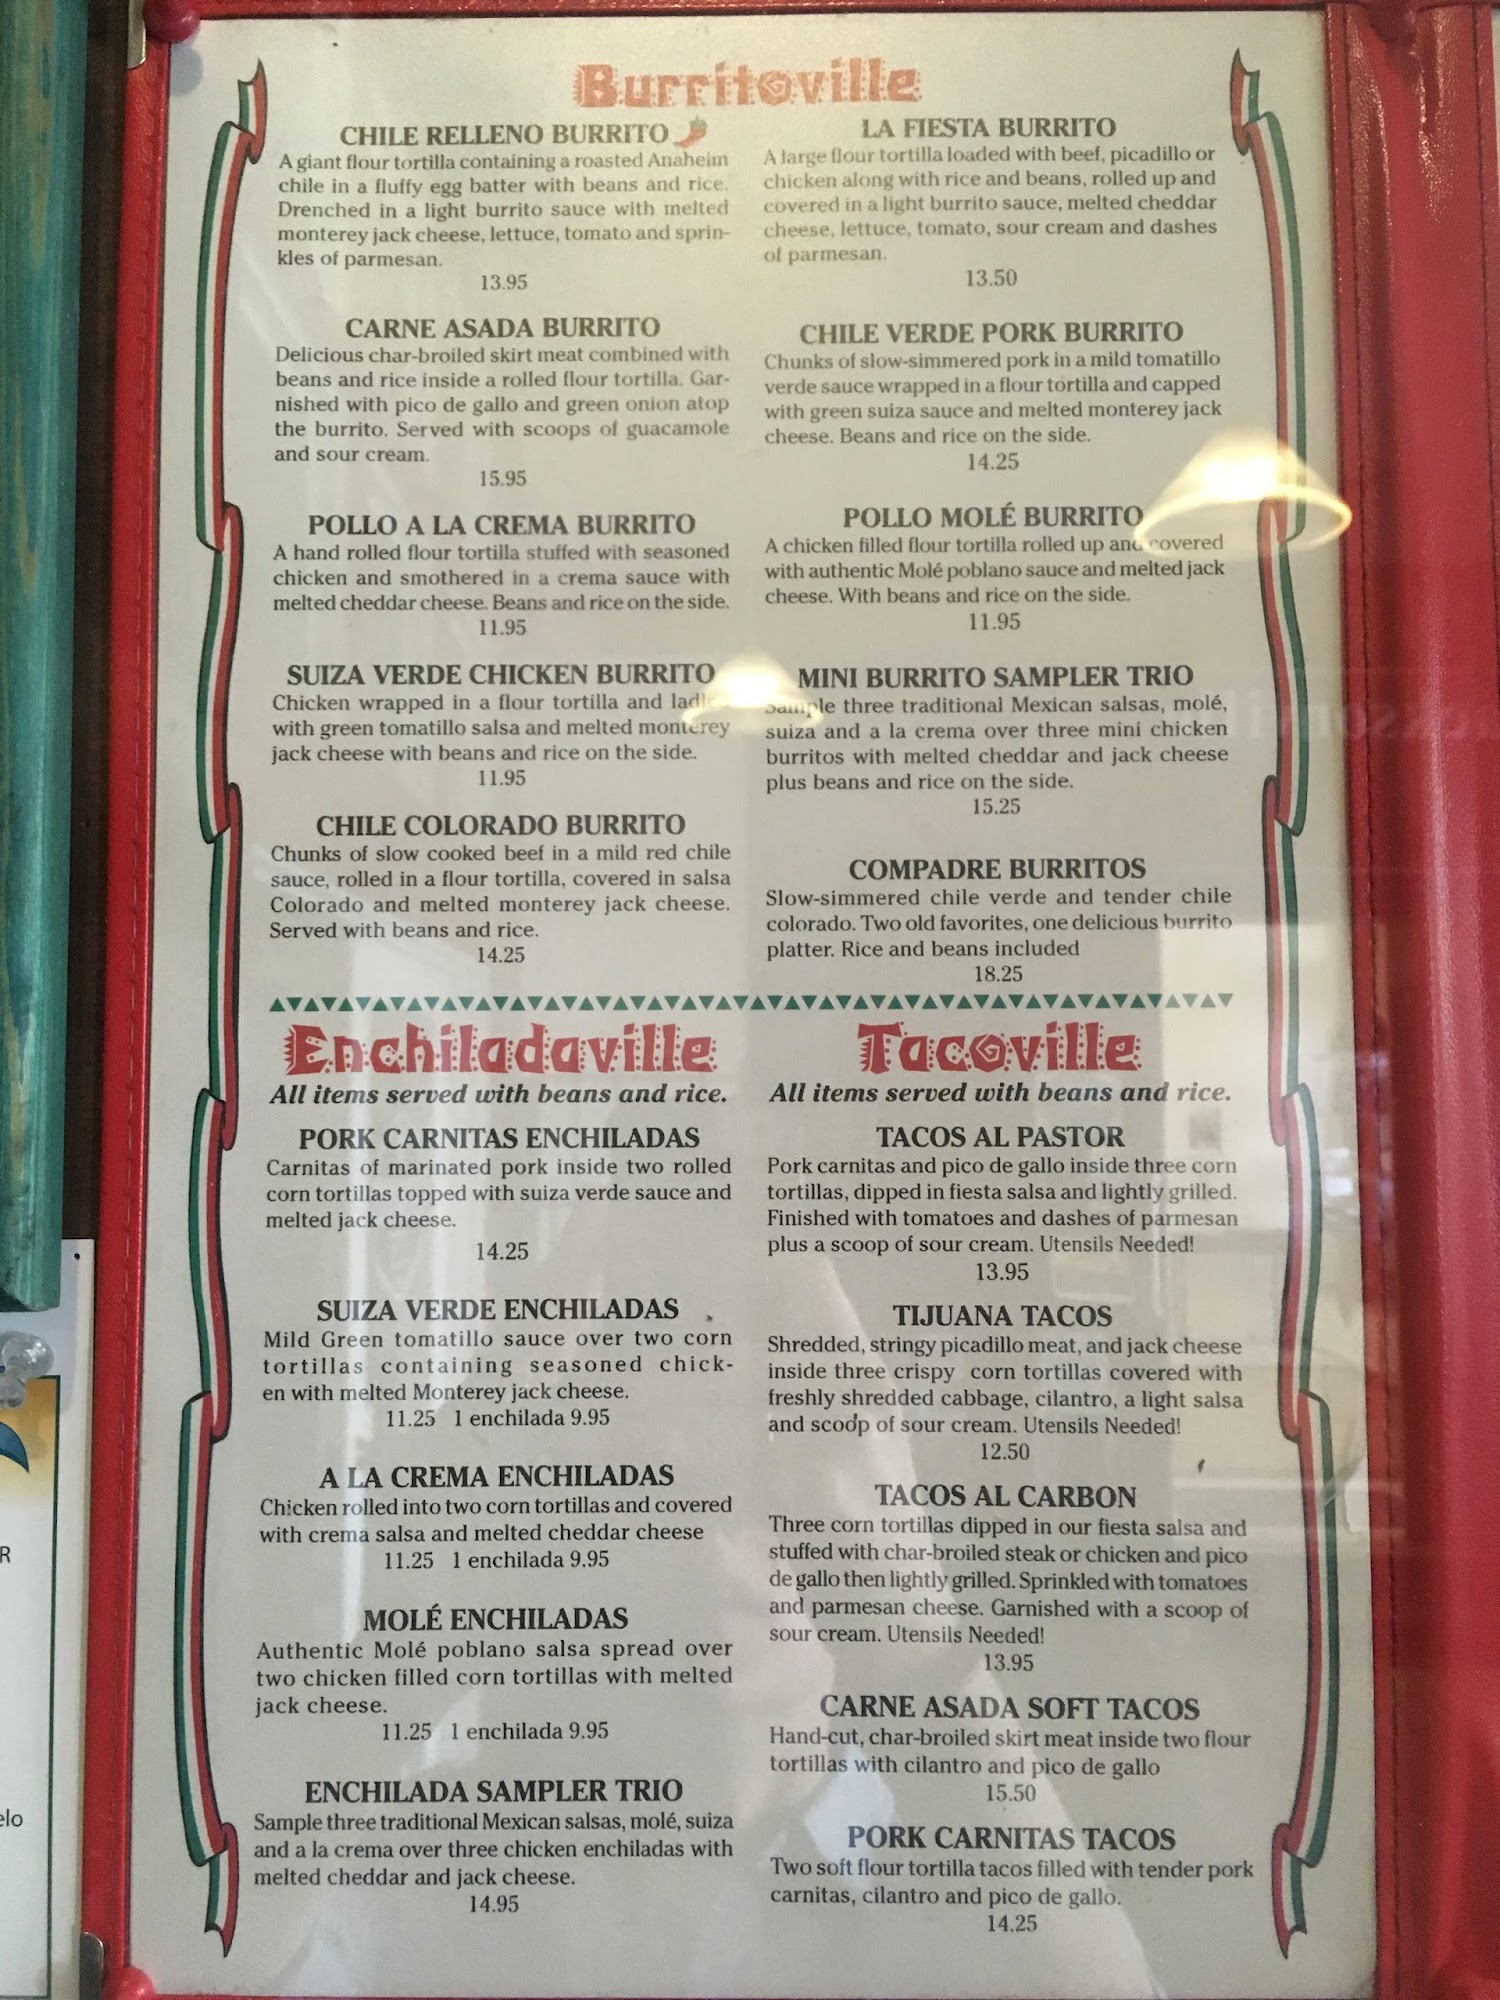 Burritoville
CHILE RELLENO BURRITO
A giant flour tortilla containing a roasted Anaheim
chile in a fluffy egg batter with beans and rice.
Drenched in a light burrito sauce with melted
monterey jack cheese, lettuce, tomato and sprin-
kles of parmesan.
13.95
CARNE ASADA BURRITO
Delicious char-broiled skirt meat combined with
beans and rice inside a rolled flour tortilla. Gar-
nished with pico de gallo and green onion atop
the burrito. Served with scoops of guacamole
and sour cream.
15.95
POLLO A LA CREMA BURRITO
A hand rolled flour tortilla stuffed with seasoned
chicken and smothered in a crema sauce with
melted cheddar cheese. Beans and rice on the side.
11.95
SUIZA VERDE CHICKEN BURRITO
Chicken wrapped in a flour tortilla and
with green tomatillo salsa and melted monterey
jack cheese with beans and rice on the side.
11.95
CHILE COLORADO BURRITO
Chunks of slow cooked beef in a mild red chile
sauce, rolled in a flour tortilla, covered in salsa
Colorado and melted monterey jack cheese.
Served with beans and rice.
14.25
LA FIESTA BURRITO
A large flour tortilla loaded with beef, picadillo or
chicken along with rice and beans, rolled up and
covered in a light burrito sauce, melted cheddar
cheese, lettuce, tomato, sour cream and dashes
of parmesan.
13.50
CHILE VERDE PORK BURRITO
Chunks of slow-simmered pork in a mild tomatillo
verde sauce wrapped in a flour tortilla and capped
with green suiza sauce and melted monterey jack
cheese. Beans and rice on the side.
14.25
POLLO MOLÉ BURRITO
A chicken filled flour tortilla rolled up and covered
with authentic Molé poblano sauce and melted jack
cheese. With beans and rice on the side.
11.95
MINI BURRITO SAMPLER TRIO
Sample three traditional Mexican salsas, molé,
suiza and a la crema over three mini chicken
burritos with melted cheddar and jack cheese
plus beans and rice on the side.
15.25
COMPADRE BURRITOS
Slow-simmered chile verde and tender chile
colorado. Two old favorites, one delicious burrito
platter. Rice and beans included
18.25
Enchiladaville
All items served with beans and rice.
PORK CARNITAS ENCHILADAS
Carnitas of marinated pork inside two rolled
corn tortillas topped with suiza verde sauce and
melted jack cheese.
14.25
SUIZA VERDE ENCHILADAS
Mild Green tomatillo sauce over two corn
tortillas containing seasoned chick-
en with melted Monterey jack cheese.
11.25 1 enchilada 9.95
A LA CREMA ENCHILADAS
Chicken rolled into two corn tortillas and covered
with crema salsa and melted cheddar cheese
11.25 1 enchilada 9.95
MOLÉ ENCHILADAS
Authentic Molé poblano salsa spread over
two chicken filled corn tortillas with melted
jack cheese.
11.25 1 enchilada 9.95
ENCHILADA SAMPLER TRIO
Sample three traditional Mexican salsas, molé, suiza
and a la crema over three chicken enchiladas with
melted cheddar and jack cheese.
14.95
Tacoville
All items served with beans and rice.
TACOS AL PASTOR
Pork carnitas and pico de gallo inside three corn
tortillas, dipped in fiesta salsa and lightly grilled.
Finished with tomatoes and dashes of parmesan
plus a scoop of sour cream. Utensils Needed!
13.95
TIJUANA TACOS
Shredded, stringy picadillo meat, and jack cheese
inside three crispy corn tortillas covered with
freshly shredded cabbage, cilantro, a light salsa
and scoop of sour cream. Utensils Needed!
12.50
TACOS AL CARBON
Three corn tortillas dipped in our fiesta salsa and
stuffed with char-broiled steak or chicken and pico
de gallo then lightly grilled. Sprinkled with tomatoes
and parmesan cheese. Garnished with a scoop of
sour cream. Utensils Needed!
13.95
CARNE ASADA SOFT TACOS
Hand-cut, char-broiled skirt meat inside two flour
tortillas with cilantro and pico de gallo
15.50
PORK CARNITAS TACOS
Two soft flour tortilla tacos filled with tender pork
carnitas, cilantro and pico de gallo.
14.25
R
elo